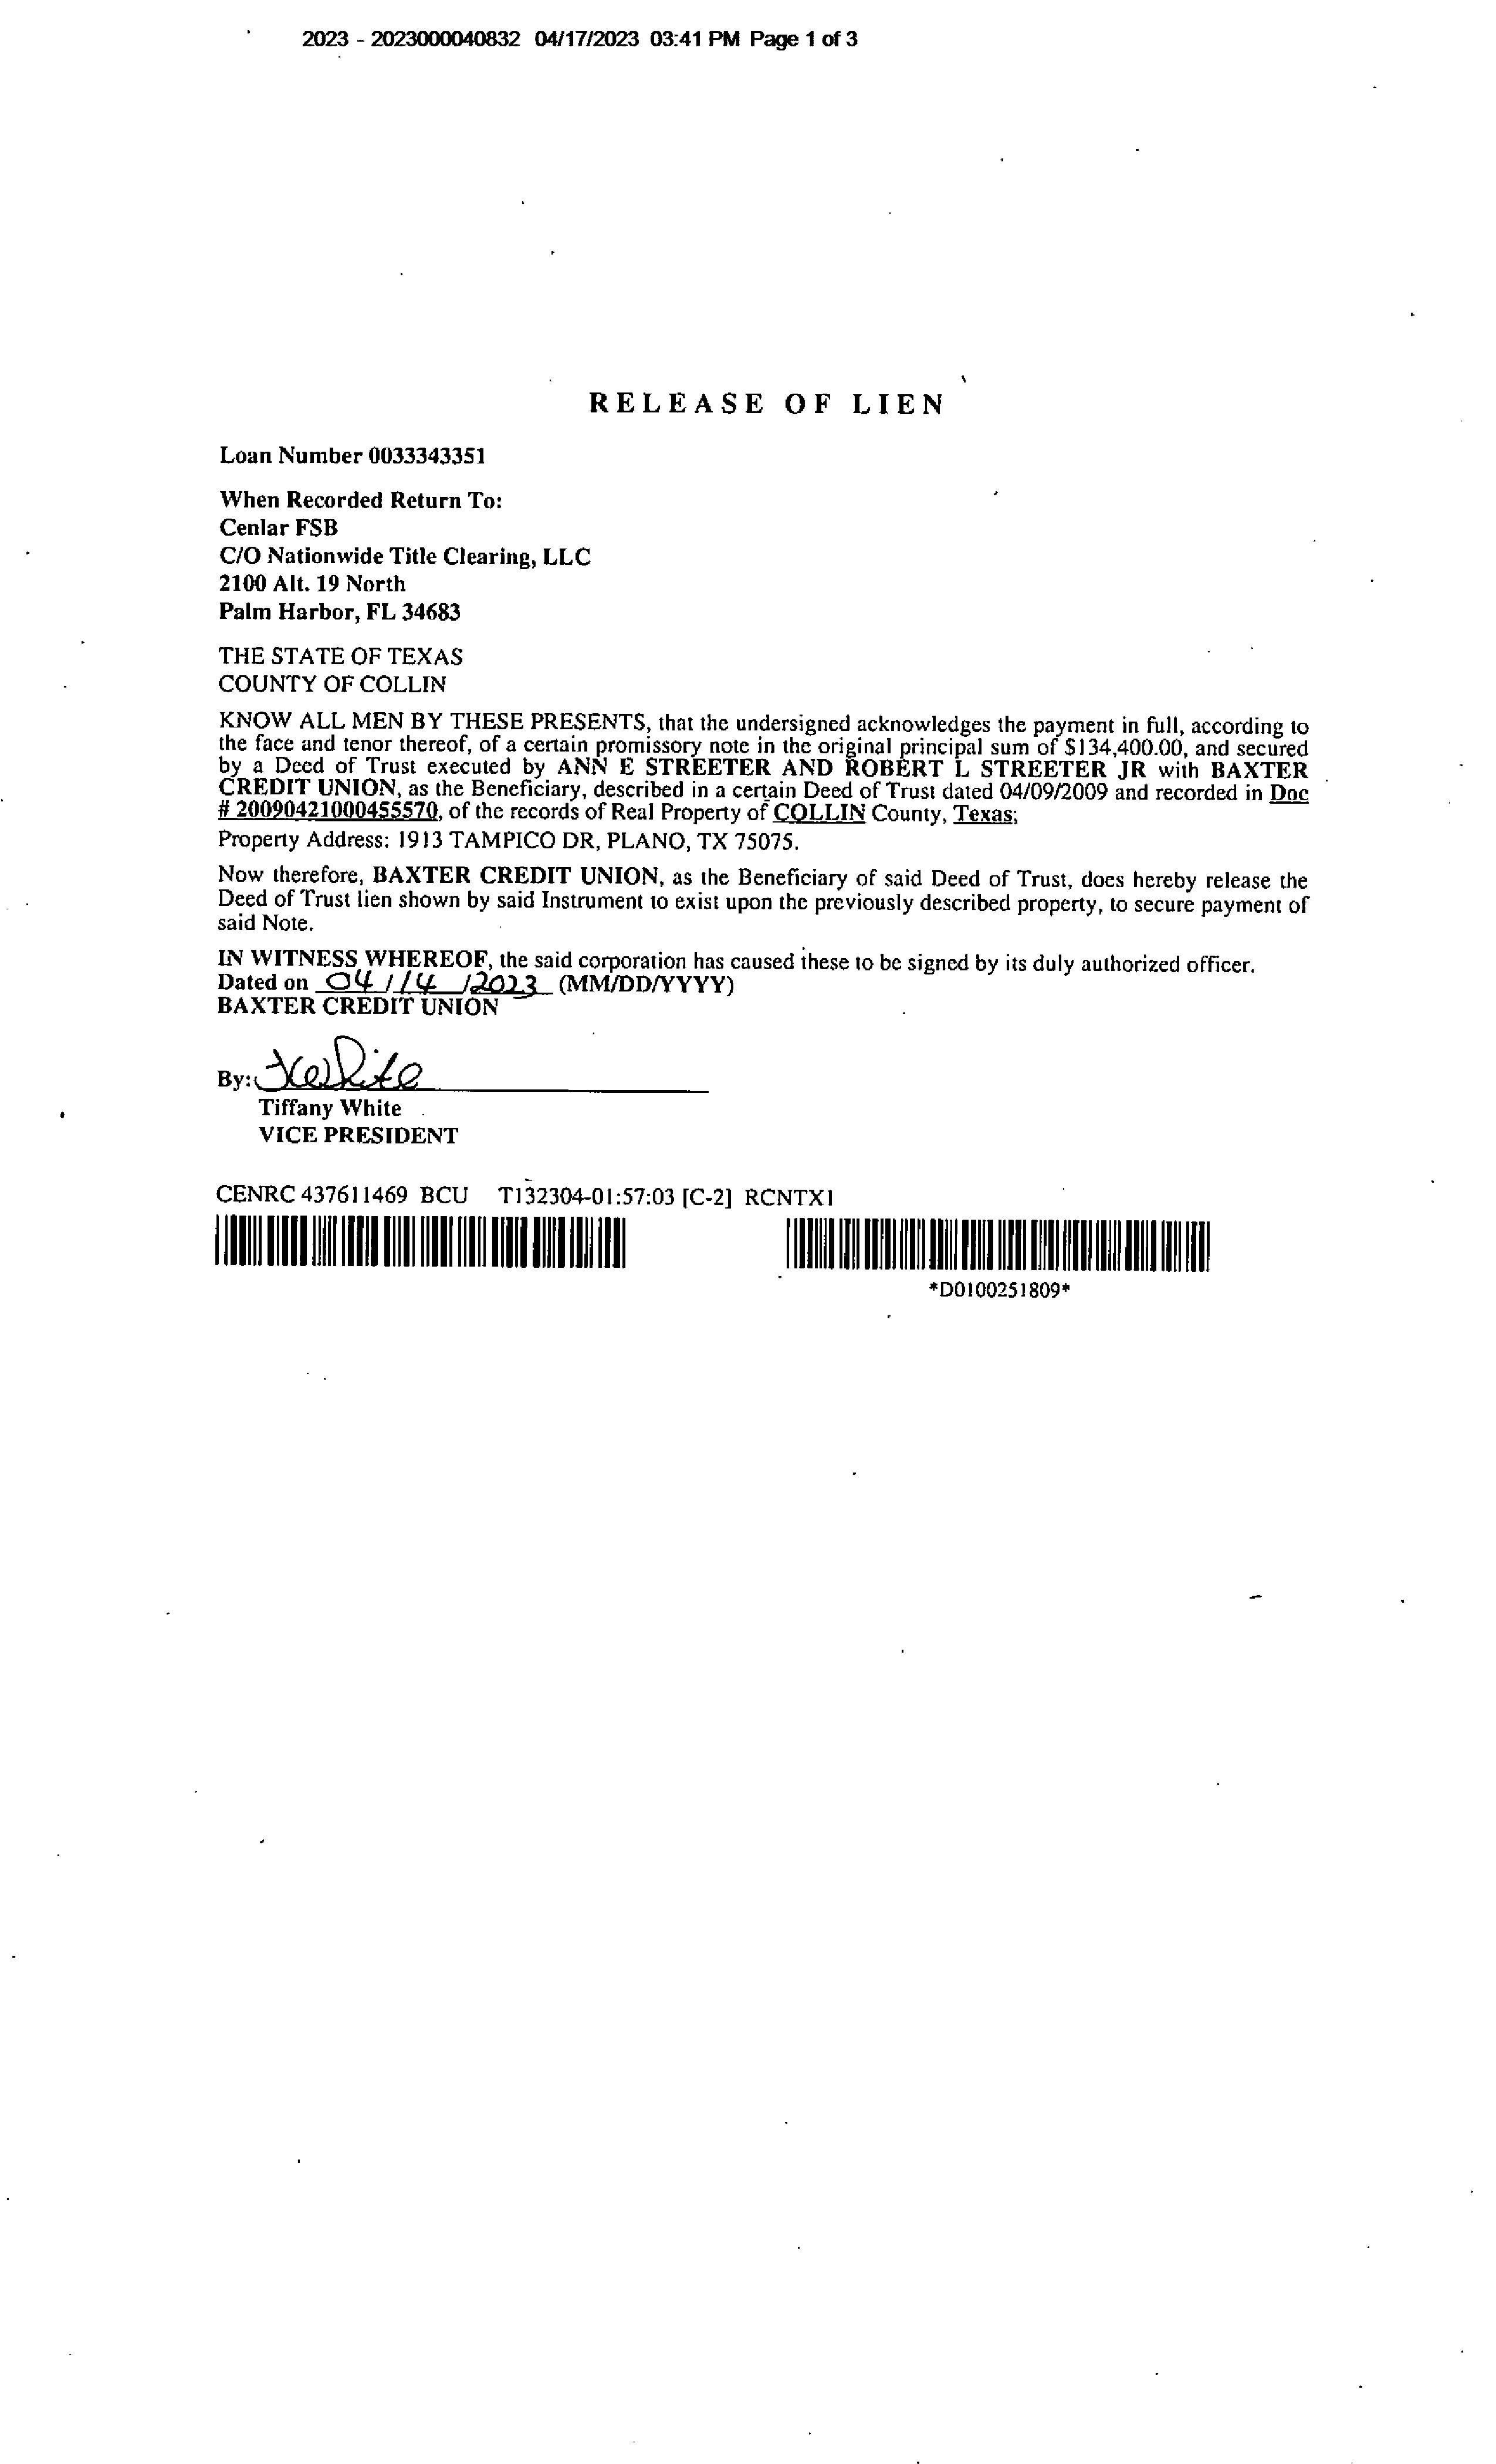 2023 - 2023000040832 04/17/2023 03:41 PM Page 1 of 3
RELEASE OF LIEN
Loan Number 0033343351
When Recorded Return To:
Cenlar FSB
C/O Nationwide Title Clearing, LLC
2100 Alt. 19 North
Palm Harbor, FL 34683
THE STATE OF TEXAS
COUNTY OF COLLIN
KNOW ALL MEN BY THESE PRESENTS, that the undersigned acknowledges the payment in full, according to
the face and tenor thereof, of a certain promissory note in the original principal sum of $134,400.00, and secured
by a Deed of Trust executed by ANN E STREETER AND ROBERT L STREETER JR with BAXTER
CREDIT UNION, as the Beneficiary, described in a certain Deed of Trust dated 04/09/2009 and recorded in Doc
# 20090421000455570, of the records of Real Property of COLLIN County, Texas;
Property Address: 1913 TAMPICO DR, PLANO, TX 75075.
Now therefore, BAXTER CREDIT UNION, as the Beneficiary of said Deed of Trust, does hereby release the
Deed of Trust lien shown by said Instrument to exist upon the previously described property, to secure payment of
said Note.
IN WITNESS WHEREOF, the said corporation has caused these to be signed by its duly authorized officer.
Dated on 04/14/2023 (MM/DD/YYYY)
BAXTER CREDIT UNION
By:
Tiffany White
VICE PRESIDENT
CENRC 437611469 BCU T132304-01:57:03 [C-2] RCNTX1
*D0100251809*